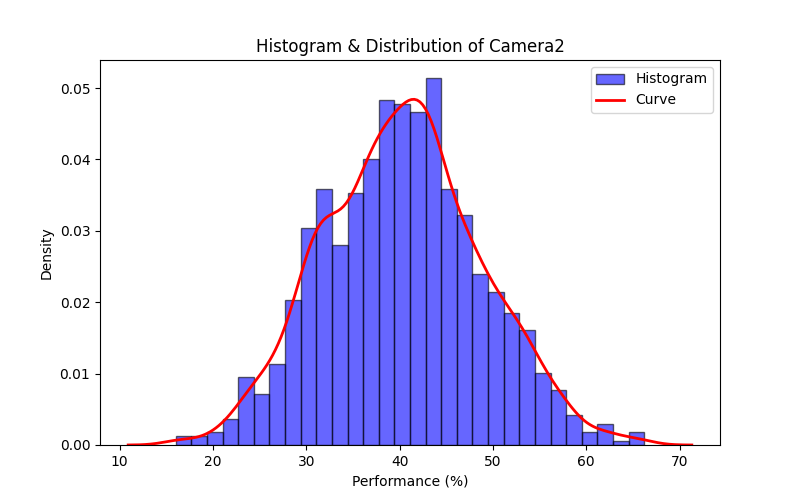 Histogram & Distribution of Camera2
Histogram
Curve
Density
0.05
0.04
0.03
0.02
0.01
0.00
10 20 30 40 50 60 70
Performance (%)